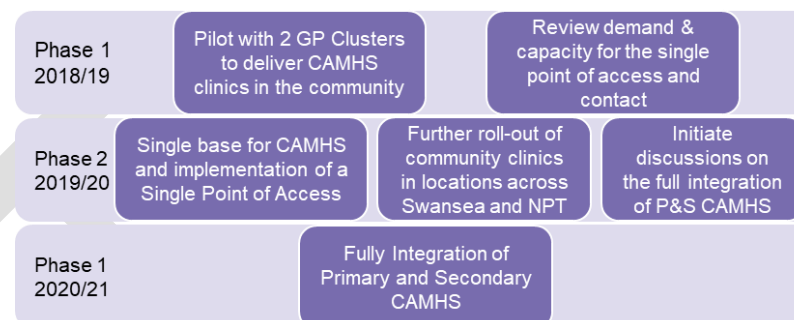 Phase 1
2018/19
Pilot with 2 GP Clusters
to deliver CAMHS
clinics in the community
Review demand &
capacity for the single
point of access and
contact
Phase 2
2019/20
Single base for CAMHS
and implementation of a
Single Point of Access
Further roll-out of
community clinics
in locations across
Swansea and NPT
Initiate
discussions on
the full integration
of P&S CAMHS
Phase 1
2020/21
Fully Integration of
Primary and Secondary
CAMHS